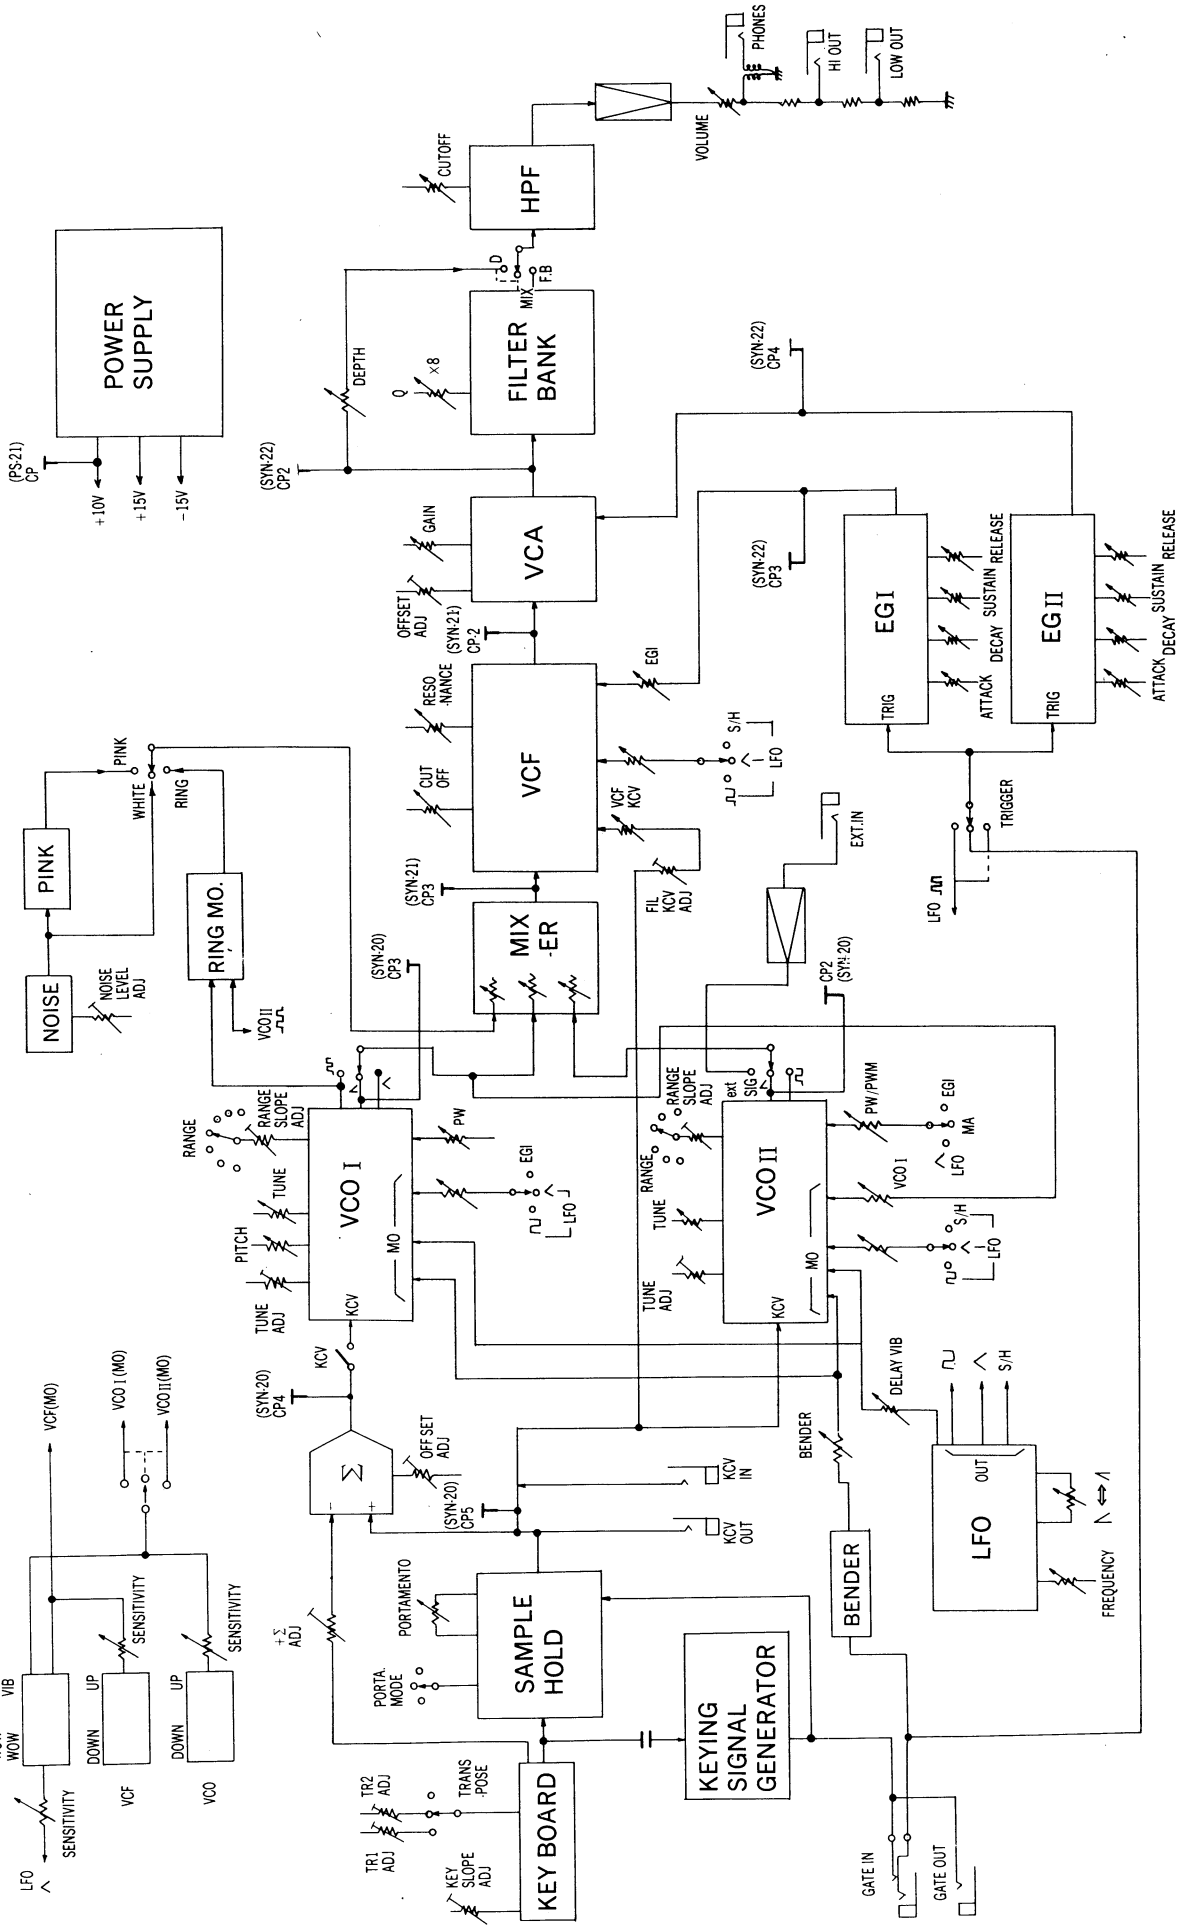 PHONES
HI OUT
LOW OUT
VOLUME
CUTOFF
HPF
POWER
SUPPLY
(PS-21)
CP
+10V
+15V
-15V
D
MIX
F.B
DEPTH
FILTER
BANK
Q
×8
(SYN-22)
CP2
(SYN-22)
CP4
GAIN
OFFSET
ADJ
VCA
(SYN-21)
CP-2
(SYN-22)
CP3
EG I
TRIG
ATTACK
DECAY
SUSTAIN
RELEASE
EG II
TRIG
ATTACK
DECAY
SUSTAIN
RELEASE
RESO
-NANCE
CUT
OFF
VCF
EGI
VCF
KCV
S/H
LFO
FIL
KCV
ADJ
(SYN-21)
CP3
PINK
PINK
WHITE
RING
NOISE
NOISE
LEVEL
ADJ
RING MO.
VCO II
MIX
-ER
(SYN-20)
CP3
EXT.IN
TRIGGER
LFO
CP2
(SYN-20)
RANGE
RANGE
SLOPE
ADJ
TUNE
PITCH
TUNE
ADJ
VCO I
KCV
MO
PW
EGI
LFO
ext
SIG
RANGE
RANGE
SLOPE
ADJ
TUNE
TUNE
ADJ
VCO II
KCV
MO
PW/PWM
EGI
MA
LFO
VCO I
S/H
LFO
KCV
(SYN-20)
CP4
Σ
-
+
OFFSET
ADJ
(SYN-20)
CP5
KCV
IN
KCV
OUT
DELAY VIB
BENDER
BENDER
S/H
OUT
LFO
FREQUENCY
VCF(MO)
VCO I (MO)
VCO II (MO)
VIB
WOW
SENSITIVITY
LFO
UP
DOWN
VCF
SENSITIVITY
UP
DOWN
VCO
SENSITIVITY
+Σ
ADJ
PORTAMENTO
PORTA.
MODE
SAMPLE
HOLD
KEYING
SIGNAL
GENERATOR
TR2
ADJ
TR1
ADJ
TRANS
-POSE
KEY
SLOPE
ADJ
KEY BOARD
GATE IN
GATE OUT